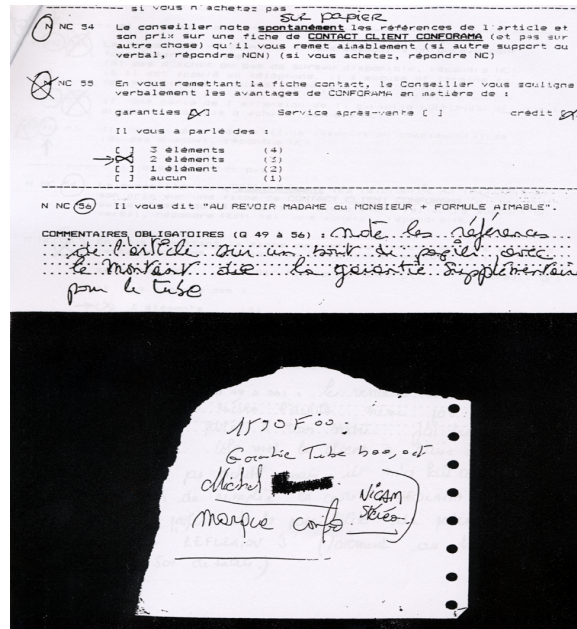 si vous n'achetez pas
sur papier
N NC 54 Le conseiller note spontanément les références de l'article et
son prix sur une fiche de CONTACT CLIENT CONFORAMA (et pas sur
autre chose) qu'il vous remet aimablement (si autre support ou
verbal, répondre NON) (si vous achetez, répondre NC)
NC 55 En vous remettant la fiche contact, le Conseiller vous souligne
verbalement les avantages de CONFORAMA en matière de :
garanties [X] Service après-vente [ ] crédit [X]
Il vous a parlé des :
[ ] 3 éléments (4)
→ [X] 2 éléments (3)
[ ] 1 élément (2)
[ ] aucun (1)
N NC 56 Il vous dit "AU REVOIR MADAME ou MONSIEUR + FORMULE AIMABLE".
COMMENTAIRES OBLIGATOIRES (Q 49 à 56) : note les références
de l'article sur un bout de papier avec
le montant de la garantie supplémentaire
pour le tube
1590 F00
Garantie Tube
Michel
Nicam
Stéréo
marque confo.